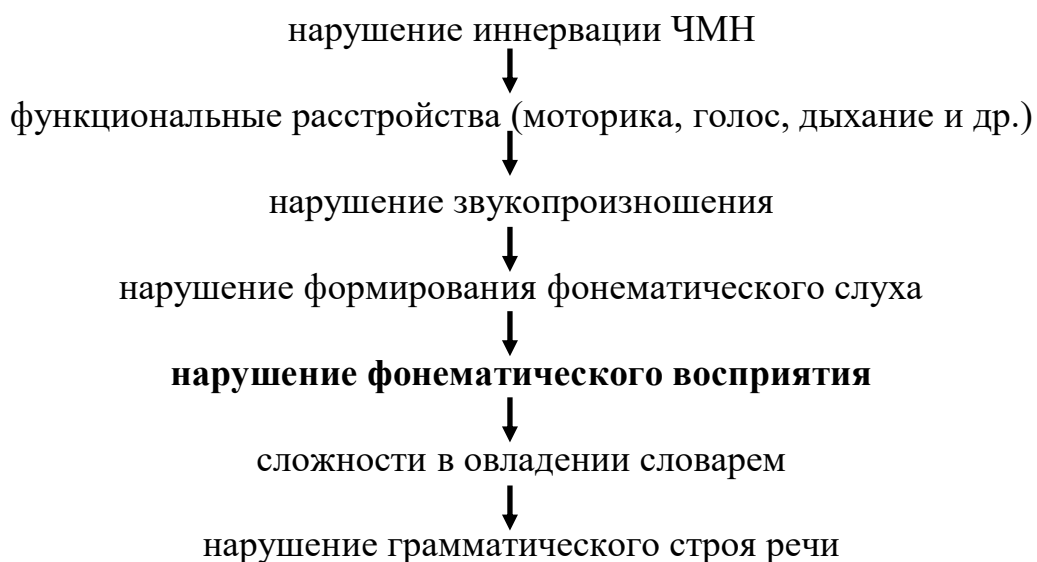 нарушение иннервации ЧМН
функциональные расстройства (моторика, голос, дыхание и др.)
нарушение звукопроизношения
нарушение формирования фонематического слуха
нарушение фонематического восприятия
сложности в овладении словарем
нарушение грамматического строя речи